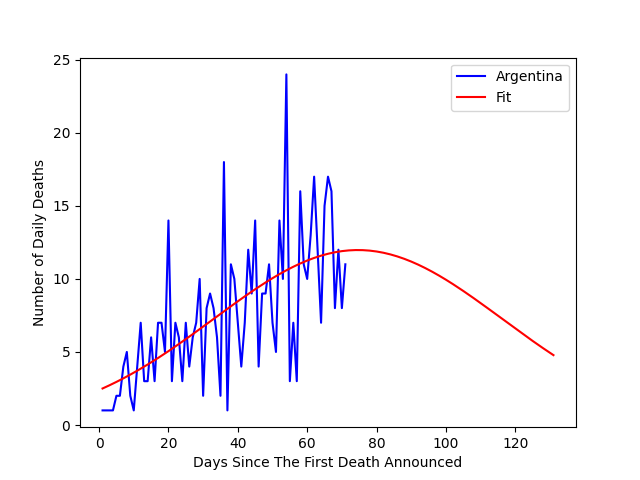 Argentina
Fit
Number of Daily Deaths
25
20
15
10
5
0
0 20 40 60 80 100 120
Days Since The First Death Announced